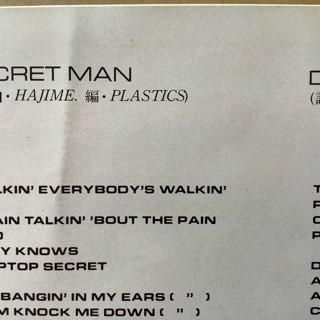 CRET MAN
・HAJIME. 編・PLASTICS)
LKIN' EVERYBODY'S WALKIN'
AIN TALKIN' 'BOUT THE PAIN
Y KNOWS
PTOP SECRET
BANGIN' IN MY EARS ( " )
M KNOCK ME DOWN ( " )
D
(
T
F
C
P
D
A
A
C